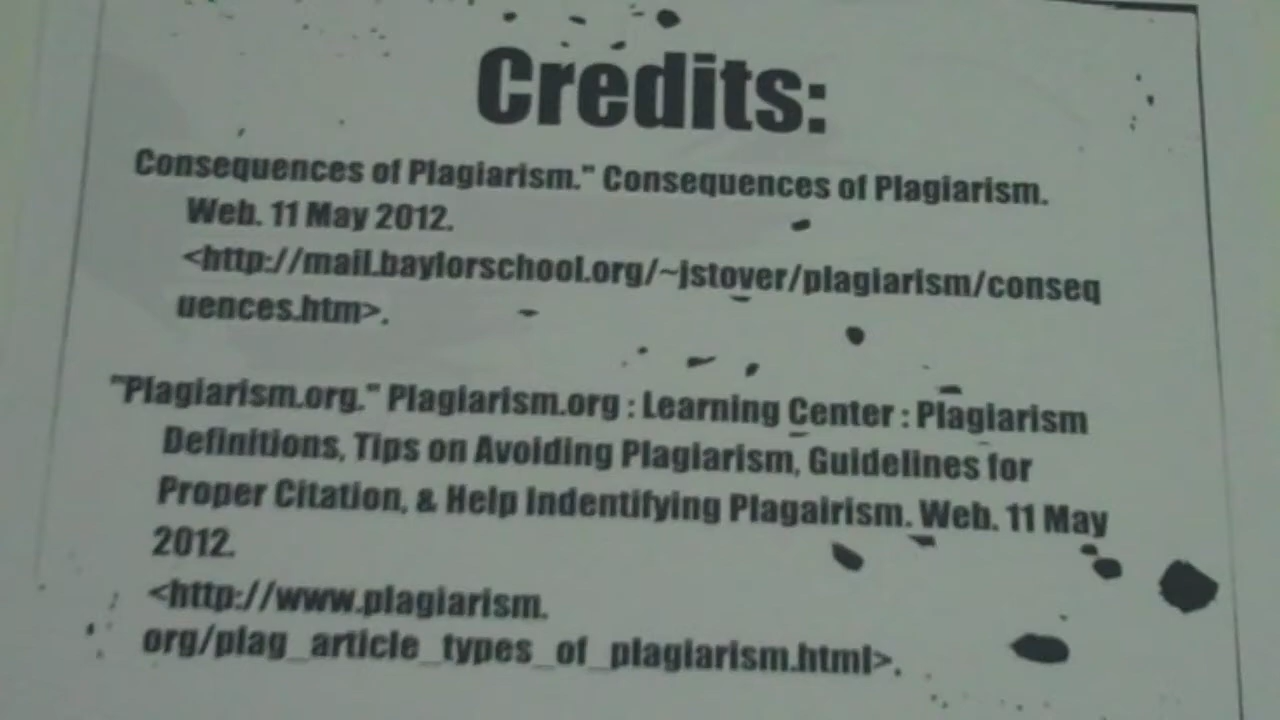 Credits:
Consequences of Plagiarism." Consequences of Plagiarism.
Web. 11 May 2012.
<http://mail.baylorschool.org/~jstover/plagiarism/conseq
uences.htm>.
"Plagiarism.org." Plagiarism.org : Learning Center : Plagiarism
Definitions, Tips on Avoiding Plagiarism, Guidelines for
Proper Citation, & Help Indentifying Plagairism. Web. 11 May
2012.
<http://www.plagiarism.
org/plag_article_types_of_plagiarism.html>.